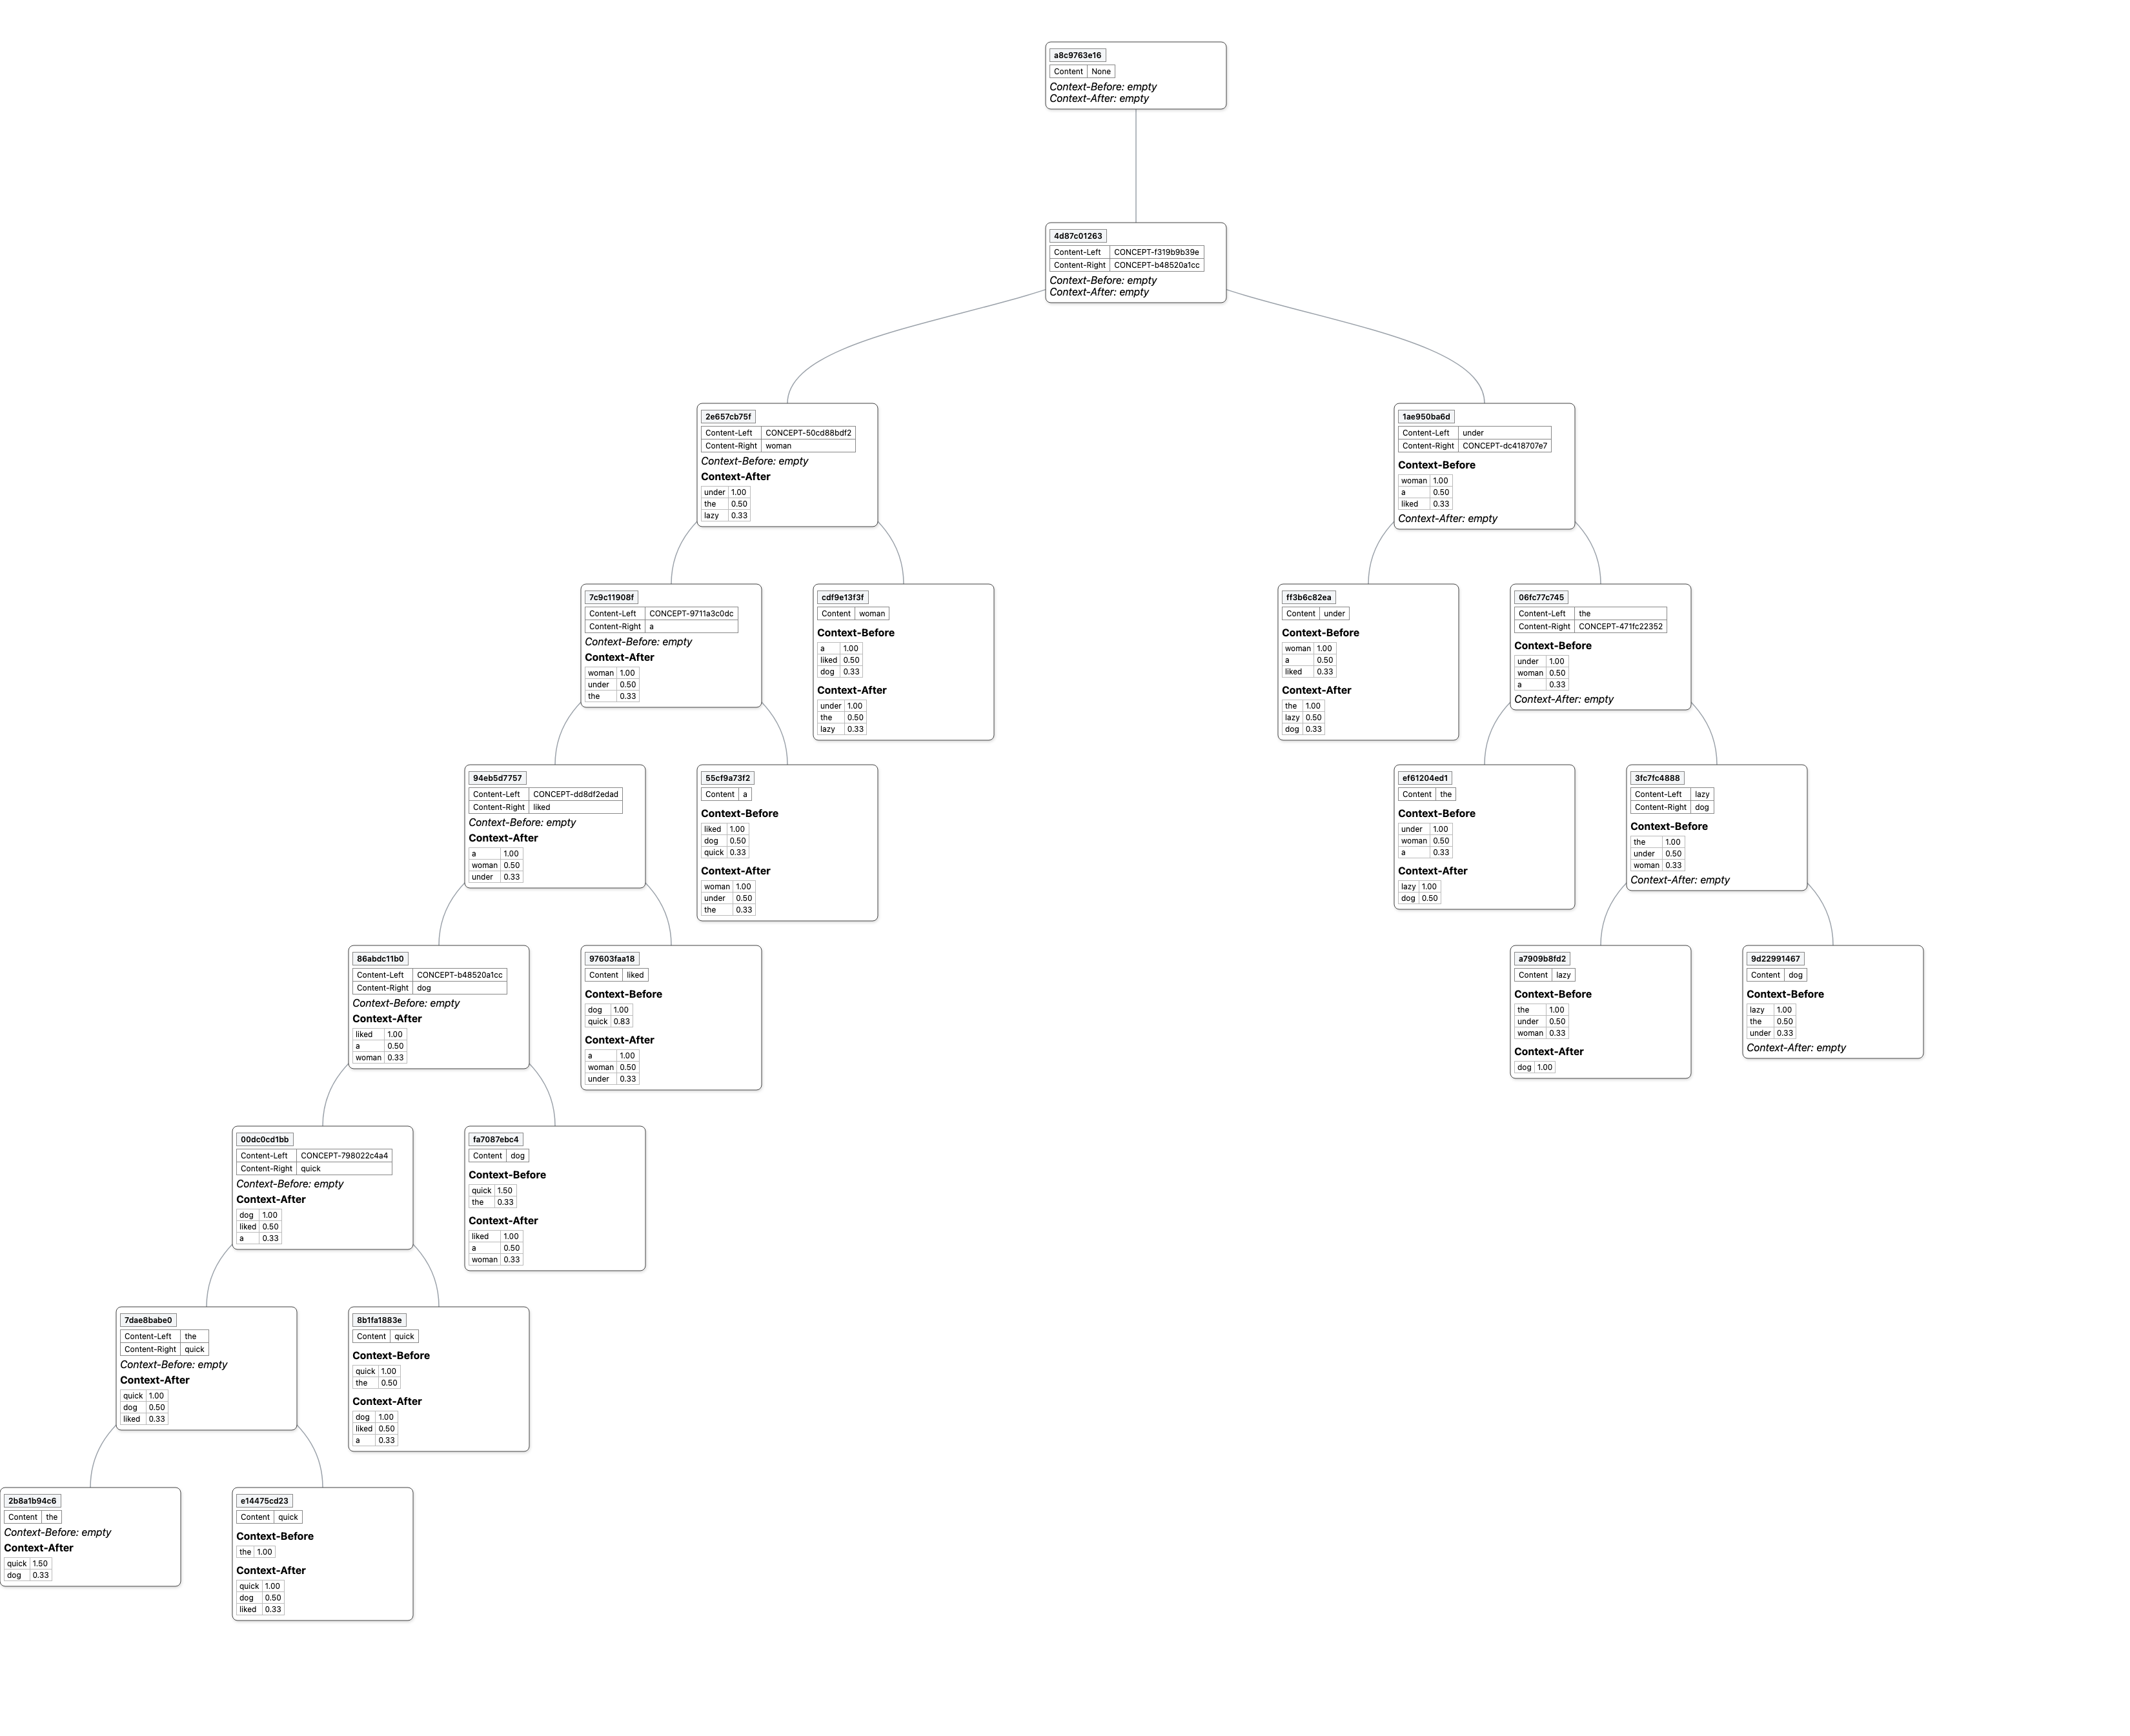 a8c9763e16
Content None
Context-Before: empty
Context-After: empty
4d87c01263
Content-Left CONCEPT-f319b9b39e
Content-Right CONCEPT-b48520a1cc
Context-Before: empty
Context-After: empty
2e657cb75f
Content-Left CONCEPT-50cd88bdf2
Content-Right woman
Context-Before: empty
Context-After
under 1.00
the 0.50
lazy 0.33
1ae950ba6d
Content-Left under
Content-Right CONCEPT-dc418707e7
Context-Before
woman 1.00
a 0.50
liked 0.33
Context-After: empty
7c9c11908f
Content-Left CONCEPT-9711a3c0dc
Content-Right a
Context-Before: empty
Context-After
woman 1.00
under 0.50
the 0.33
cdf9e13f3f
Content woman
Context-Before
a 1.00
liked 0.50
dog 0.33
Context-After
under 1.00
the 0.50
lazy 0.33
ff3b6c82ea
Content under
Context-Before
woman 1.00
a 0.50
liked 0.33
Context-After
the 1.00
lazy 0.50
dog 0.33
06fc77c745
Content-Left the
Content-Right CONCEPT-471fc22352
Context-Before
under 1.00
woman 0.50
a 0.33
Context-After: empty
94eb5d7757
Content-Left CONCEPT-dd8df2edad
Content-Right liked
Context-Before: empty
Context-After
a 1.00
woman 0.50
under 0.33
55cf9a73f2
Content a
Context-Before
liked 1.00
dog 0.50
quick 0.33
Context-After
woman 1.00
under 0.50
the 0.33
ef61204ed1
Content the
Context-Before
under 1.00
woman 0.50
a 0.33
Context-After
lazy 1.00
dog 0.50
3fc7fc4888
Content-Left lazy
Content-Right dog
Context-Before
the 1.00
under 0.50
woman 0.33
Context-After: empty
86abdc11b0
Content-Left CONCEPT-b48520a1cc
Content-Right dog
Context-Before: empty
Context-After
liked 1.00
a 0.50
woman 0.33
97603faa18
Content liked
Context-Before
dog 1.00
quick 0.83
Context-After
a 1.00
woman 0.50
under 0.33
a7909b8fd2
Content lazy
Context-Before
the 1.00
under 0.50
woman 0.33
Context-After
dog 1.00
9d22991467
Content dog
Context-Before
lazy 1.00
the 0.50
under 0.33
Context-After: empty
00dc0cd1bb
Content-Left CONCEPT-798022c4a4
Content-Right quick
Context-Before: empty
Context-After
dog 1.00
liked 0.50
a 0.33
fa7087ebc4
Content dog
Context-Before
quick 1.50
the 0.33
Context-After
liked 1.00
a 0.50
woman 0.33
7dae8babe0
Content-Left the
Content-Right quick
Context-Before: empty
Context-After
quick 1.00
dog 0.50
liked 0.33
8b1fa1883e
Content quick
Context-Before
quick 1.00
the 0.50
Context-After
dog 1.00
liked 0.50
a 0.33
2b8a1b94c6
Content the
Context-Before: empty
Context-After
quick 1.50
dog 0.33
e14475cd23
Content quick
Context-Before
the 1.00
Context-After
quick 1.00
dog 0.50
liked 0.33